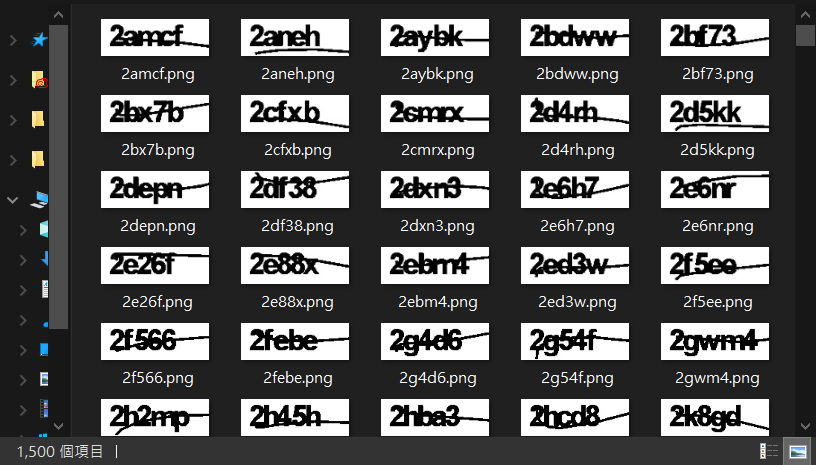 2amcf 2aneh 2aybk 2bdww 2bf73
2amcf.png 2aneh.png 2aybk.png 2bdww.png 2bf73.png
2bx7b 2cfxb 2cmrx 2d4rh 2d5kk
2bx7b.png 2cfxb.png 2cmrx.png 2d4rh.png 2d5kk.png
2depn 2df38 2dxn3 2e6h7 2e6nr
2depn.png 2df38.png 2dxn3.png 2e6h7.png 2e6nr.png
2e26f 2e88x 2ebm4 2ed3w 2f5ee
2e26f.png 2e88x.png 2ebm4.png 2ed3w.png 2f5ee.png
2f566 2febe 2g4d6 2g54f 2gwm4
2f566.png 2febe.png 2g4d6.png 2g54f.png 2gwm4.png
2h2mp 2h45h 2hba3 2hcd8 2k8gd
1,500 個項目